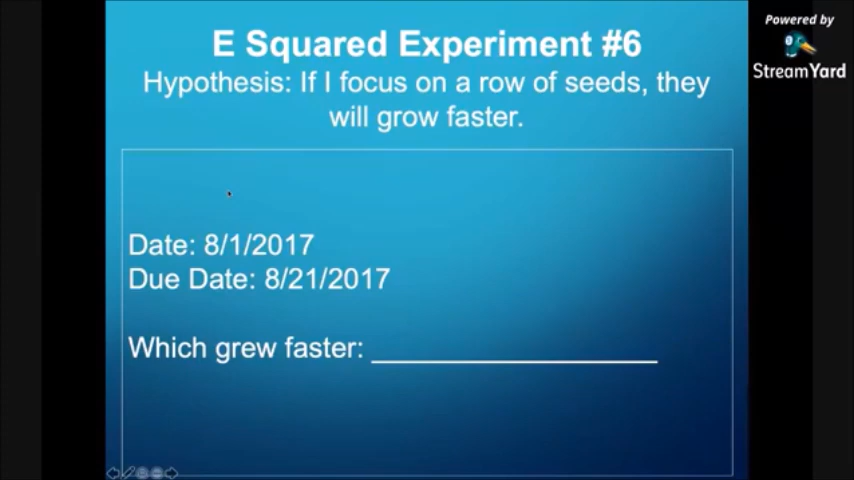 Powered by
StreamYard
E Squared Experiment #6
Hypothesis: If I focus on a row of seeds, they
will grow faster.
Date: 8/1/2017
Due Date: 8/21/2017
Which grew faster: ____________________